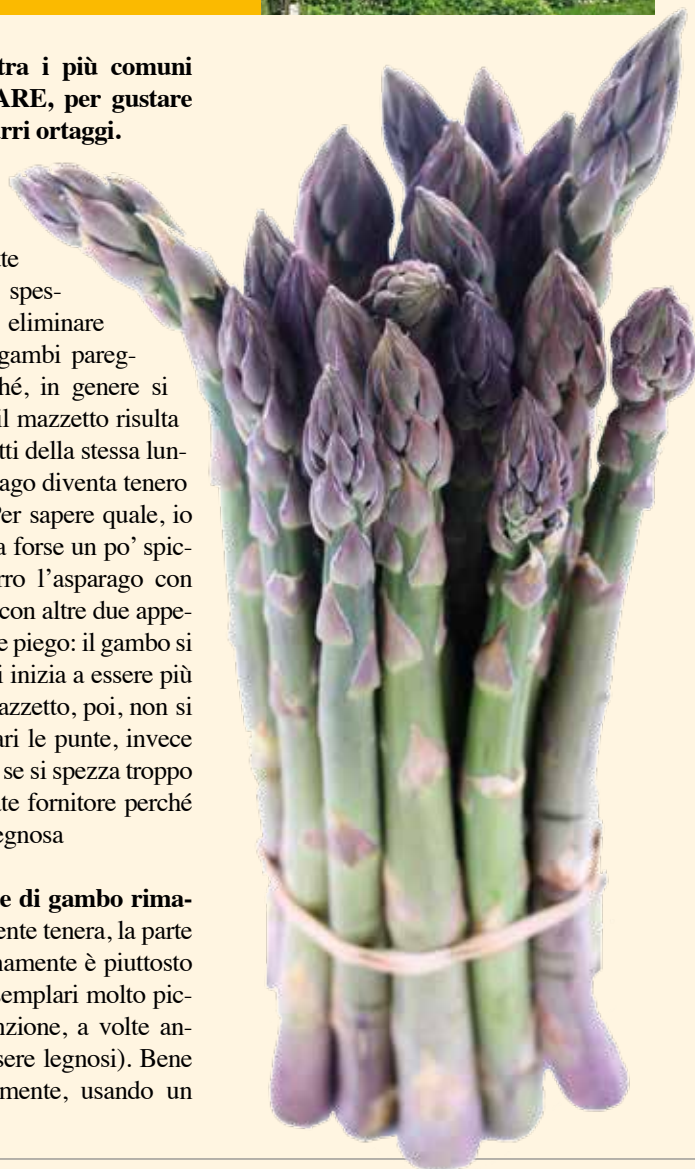 tra i più comuni
ARE, per gustare
rri ortaggi.
te
spes-
eliminare
gambi pareg-
hé, in genere si
il mazzetto risulta
tti della stessa lun-
ago diventa tenero
Per sapere quale, io
a forse un po’ spic-
rro l’asparago con
con altre due appe-
e piego: il gambo si
i inizia a essere più
azzetto, poi, non si
ari le punte, invece
se si spezza troppo
te fornitore perché
egnosa
e di gambo rima-
ente tenera, la parte
namente è piuttosto
semplari molto pic-
nzione, a volte an-
sere legnosi). Bene
mente, usando un